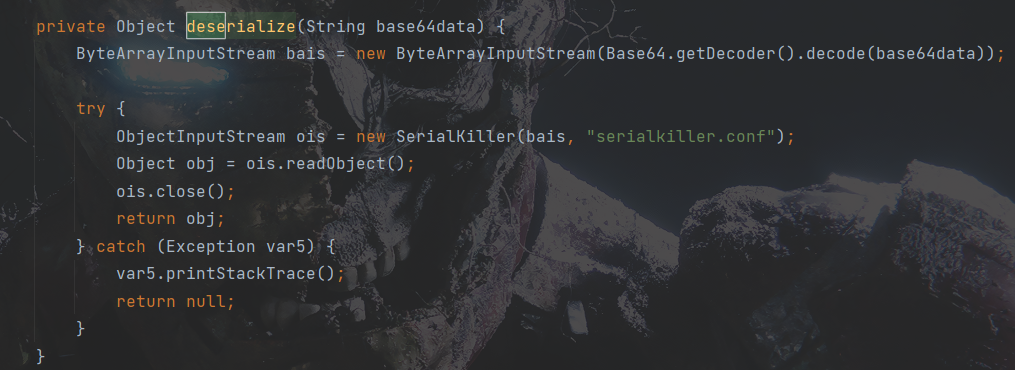 private Object deserialize(String base64data) {
    ByteArrayInputStream bais = new ByteArrayInputStream(Base64.getDecoder().decode(base64data));
    try {
        ObjectInputStream ois = new SerialKiller(bais, "serialkiller.conf");
        Object obj = ois.readObject();
        ois.close();
        return obj;
    } catch (Exception var5) {
        var5.printStackTrace();
        return null;
    }
}